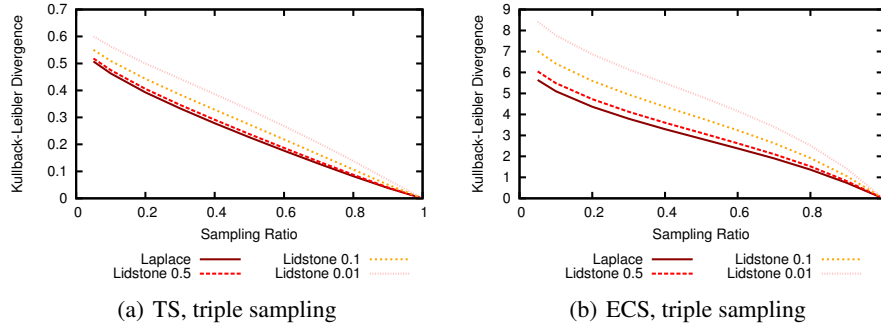 0.7
0.6
0.5
0.4
0.3
0.2
0.1
0
Kullback-Leibler Divergence
0 0.2 0.4 0.6 0.8 1
Sampling Ratio
Laplace
Lidstone 0.5
Lidstone 0.1
Lidstone 0.01
(a) TS, triple sampling
9
8
7
6
5
4
3
2
1
0
Kullback-Leibler Divergence
0 0.2 0.4 0.6 0.8
Sampling Ratio
Laplace
Lidstone 0.5
Lidstone 0.1
Lidstone 0.01
(b) ECS, triple sampling